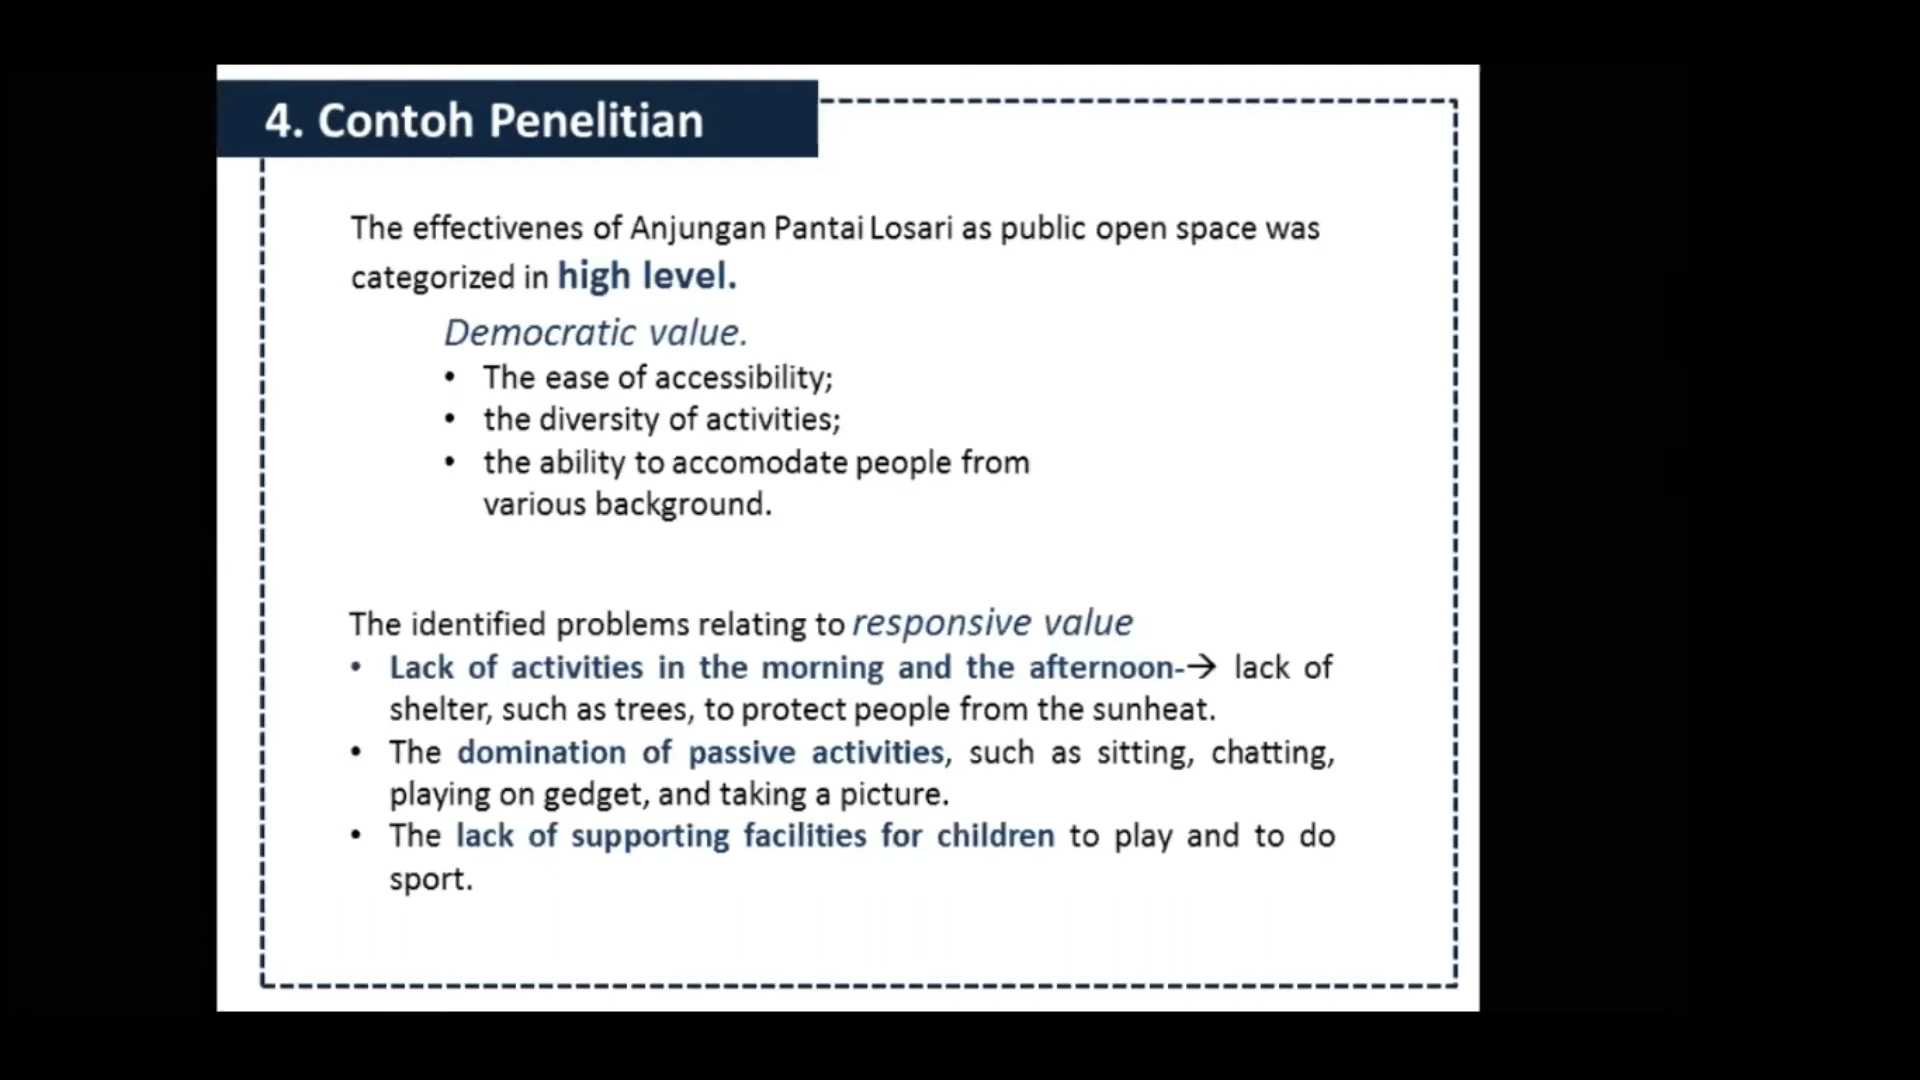 4. Contoh Penelitian
The effectivenes of Anjungan Pantai Losari as public open space was
categorized in high level.
Democratic value.
• The ease of accessibility;
• the diversity of activities;
• the ability to accomodate people from
various background.
The identified problems relating to responsive value
• Lack of activities in the morning and the afternoon-→ lack of
shelter, such as trees, to protect people from the sunheat.
• The domination of passive activities, such as sitting, chatting,
playing on gedget, and taking a picture.
• The lack of supporting facilities for children to play and to do
sport.